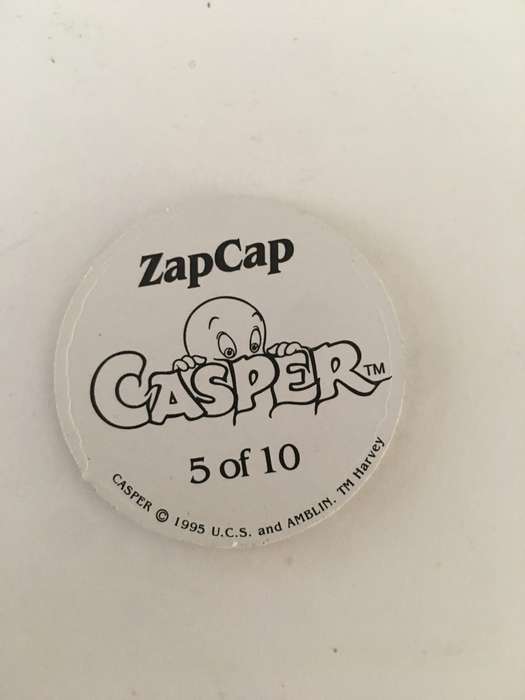 ZapCap
CASPER™
5 of 10
CASPER © 1995 U.C.S. and AMBLIN. TM Harvey